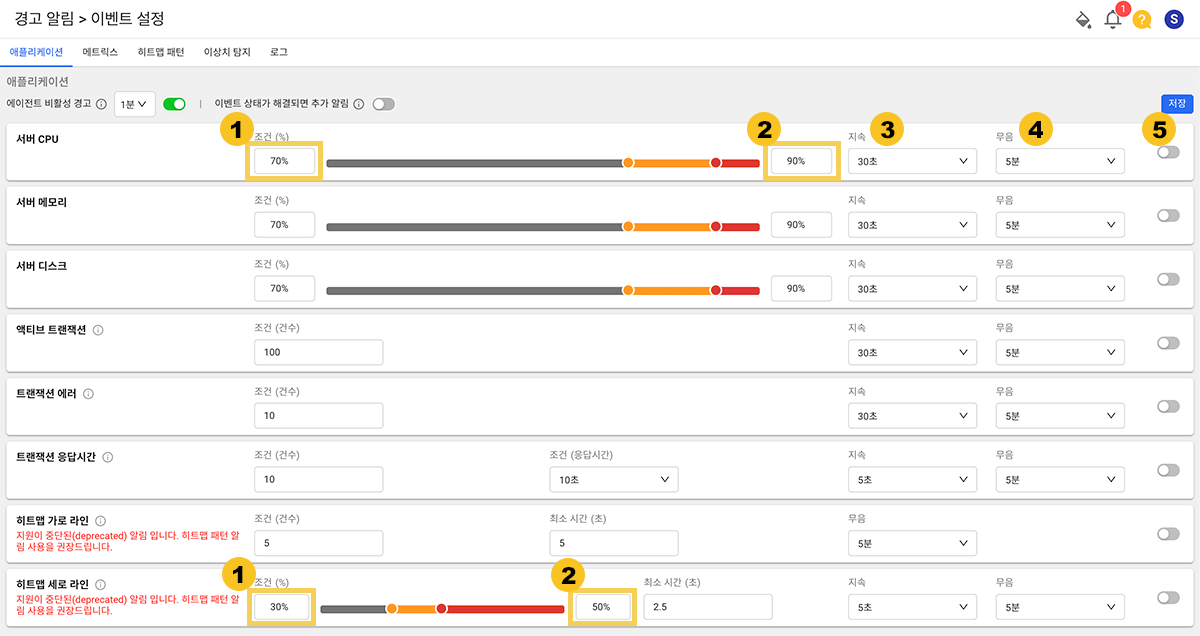 경고 알림 > 이벤트 설정
1
?
S
애플리케이션 메트릭스 히트맵 패턴 이상치 탐지 로그
애플리케이션
에이전트 비활성 경고 1분 | 이벤트 상태가 해결되면 추가 알림
저장
1 2 3 4 5
서버 CPU
조건 (%) 지속 무음
70% 90% 30초 5분
서버 메모리
조건 (%) 지속 무음
70% 90% 30초 5분
서버 디스크
조건 (%) 지속 무음
70% 90% 30초 5분
액티브 트랜잭션
조건 (건수) 지속 무음
100 30초 5분
트랜잭션 에러
조건 (건수) 지속 무음
10 30초 5분
트랜잭션 응답시간
조건 (건수) 조건 (응답시간) 지속 무음
10 10초 5초 5분
히트맵 가로 라인
지원이 중단된(deprecated) 알림 입니다. 히트맵 패턴 알
림 사용을 권장드립니다.
조건 (건수) 최소 시간 (초) 무음
5 5 5분
1 2
히트맵 세로 라인
지원이 중단된(deprecated) 알림 입니다. 히트맵 패턴 알
림 사용을 권장드립니다.
조건 (%) 최소 시간 (초) 지속 무음
30% 50% 2.5 5초 5분